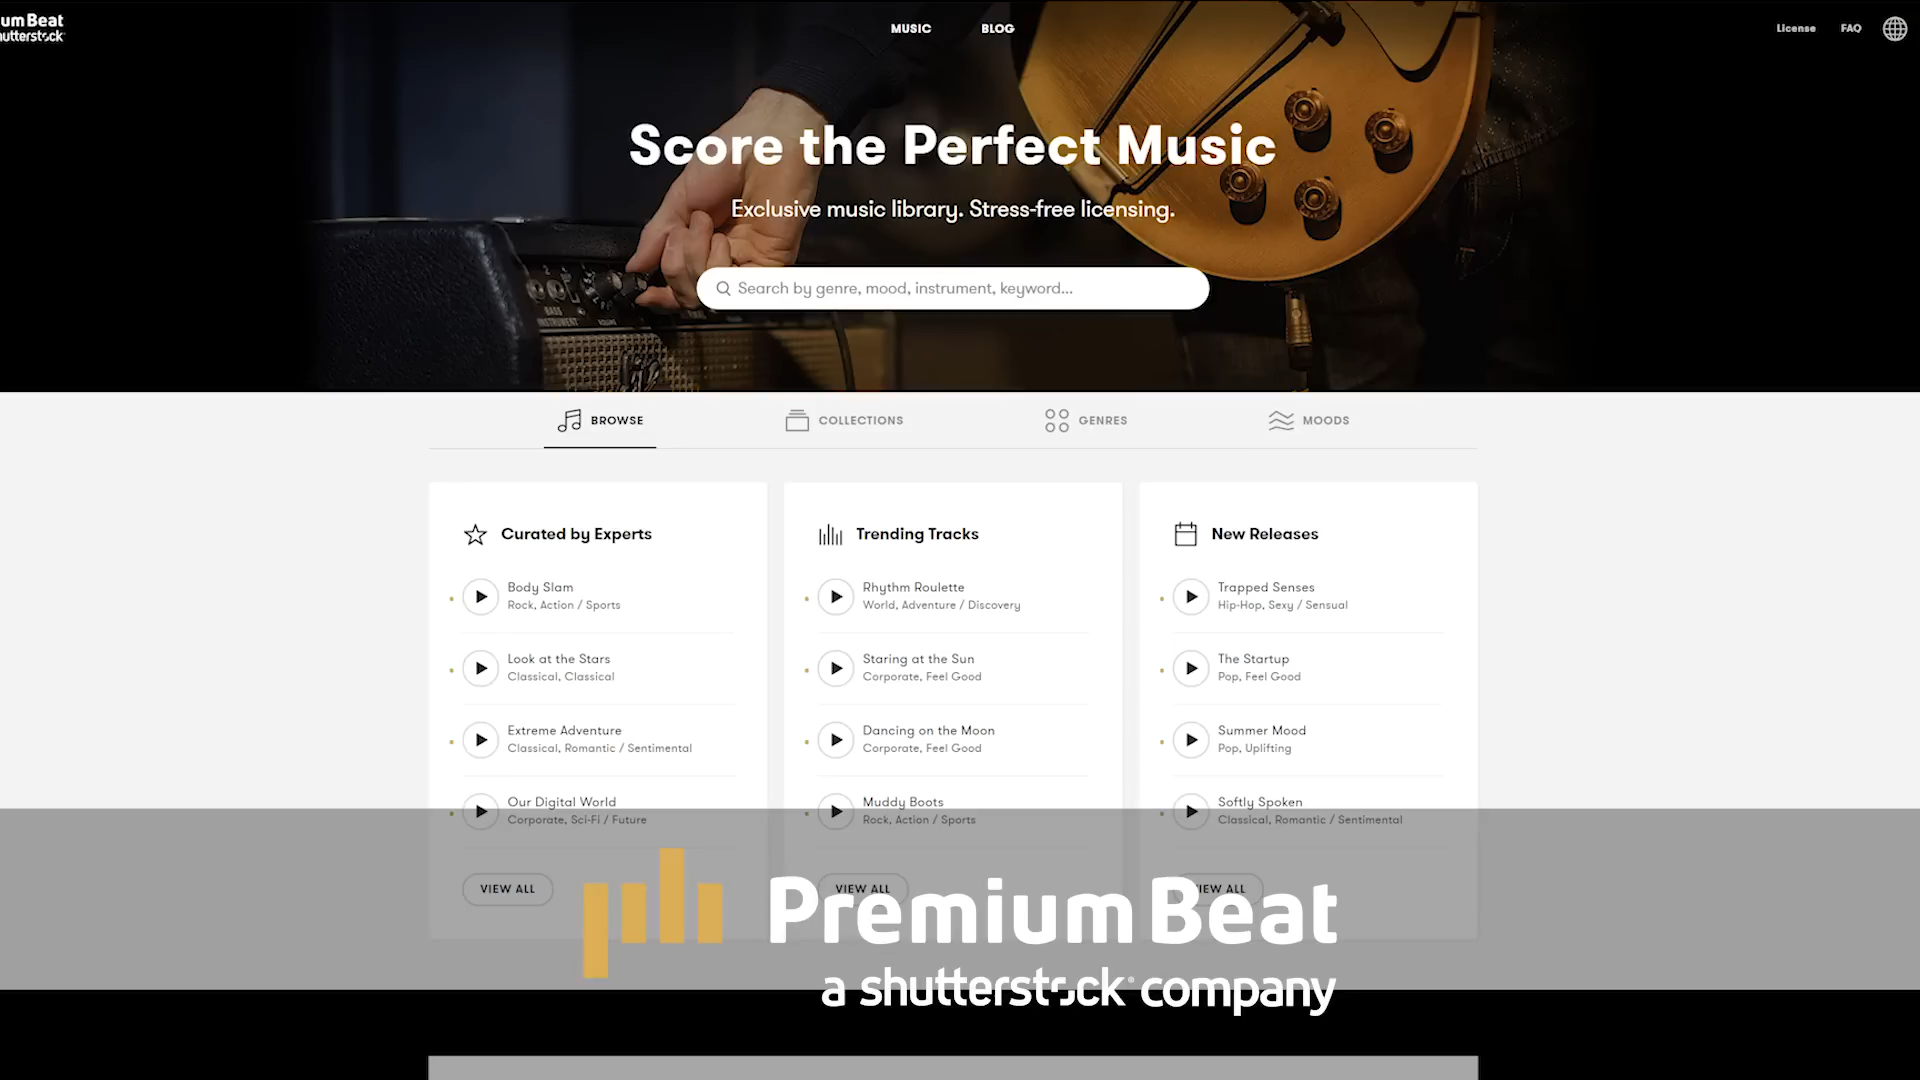 um Beat
utterstock
MUSIC
BLOG
License
FAQ
Score the Perfect Music
Exclusive music library. Stress-free licensing.
Search by genre, mood, instrument, keyword...
BASS
INSTRUMENT
VOLUME
BROWSE
COLLECTIONS
GENRES
MOODS
Curated by Experts
Body Slam
Rock, Action / Sports
Look at the Stars
Classical, Classical
Extreme Adventure
Classical, Romantic / Sentimental
Our Digital World
Corporate, Sci-Fi / Future
VIEW ALL
Trending Tracks
Rhythm Roulette
World, Adventure / Discovery
Staring at the Sun
Corporate, Feel Good
Dancing on the Moon
Corporate, Feel Good
Muddy Boots
Rock, Action / Sports
VIEW ALL
New Releases
Trapped Senses
Hip-Hop, Sexy / Sensual
The Startup
Pop, Feel Good
Summer Mood
Pop, Uplifting
Softly Spoken
Classical, Romantic / Sentimental
VIEW ALL
Premium Beat
a shutterstock company